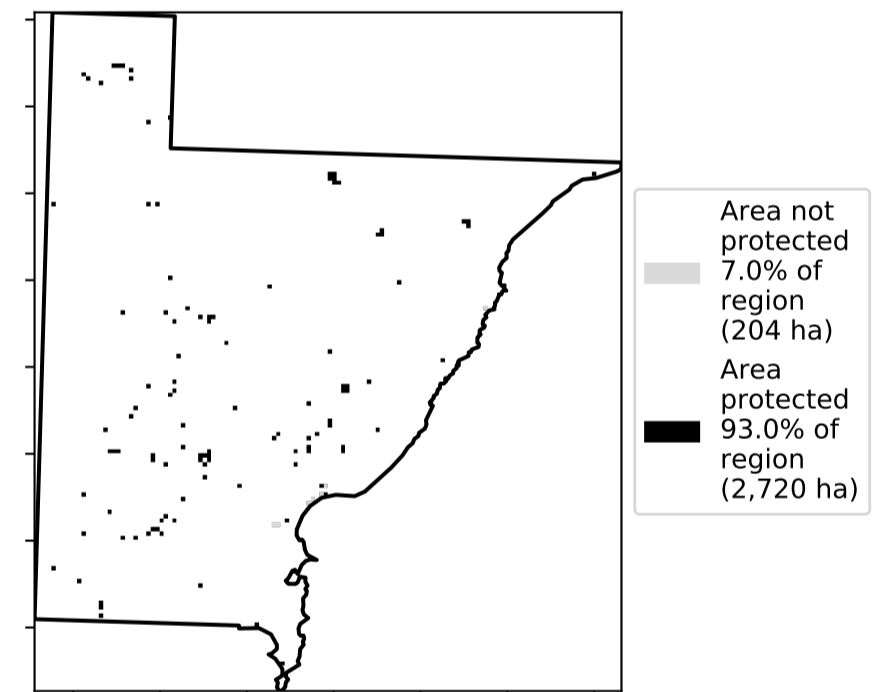 Area not
protected
7.0% of
region
(204 ha)
Area
protected
93.0% of
region
(2,720 ha)